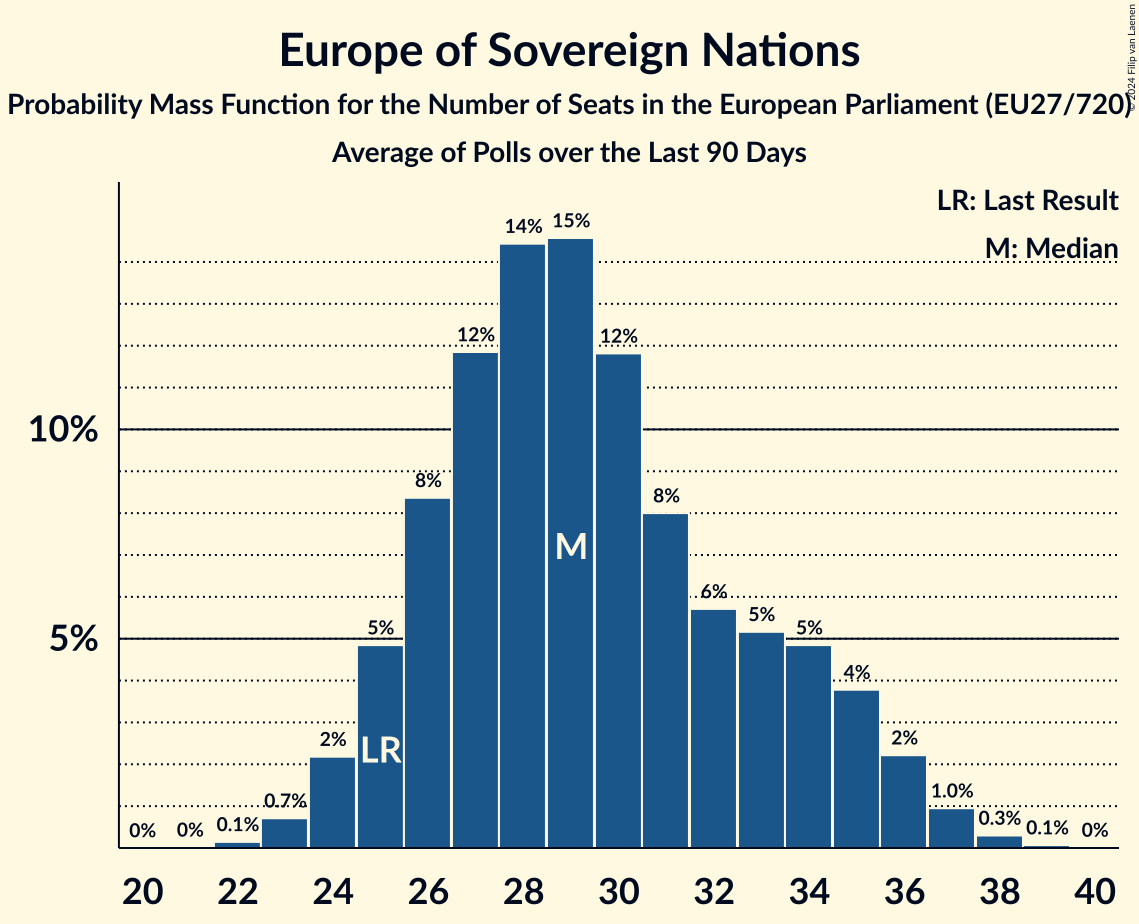 Europe of Sovereign Nations
Probability Mass Function for the Number of Seats in the European Parliament (EU27/720)
Average of Polls over the Last 90 Days
© 2024 Filip van Laenen
LR: Last Result
M: Median
10%
5%
0%
0%
0.1%
0.7%
2%
5%
8%
12%
14%
15%
12%
8%
6%
5%
5%
4%
2%
1.0%
0.3%
0.1%
0%
LR
M
20 22 24 26 28 30 32 34 36 38 40